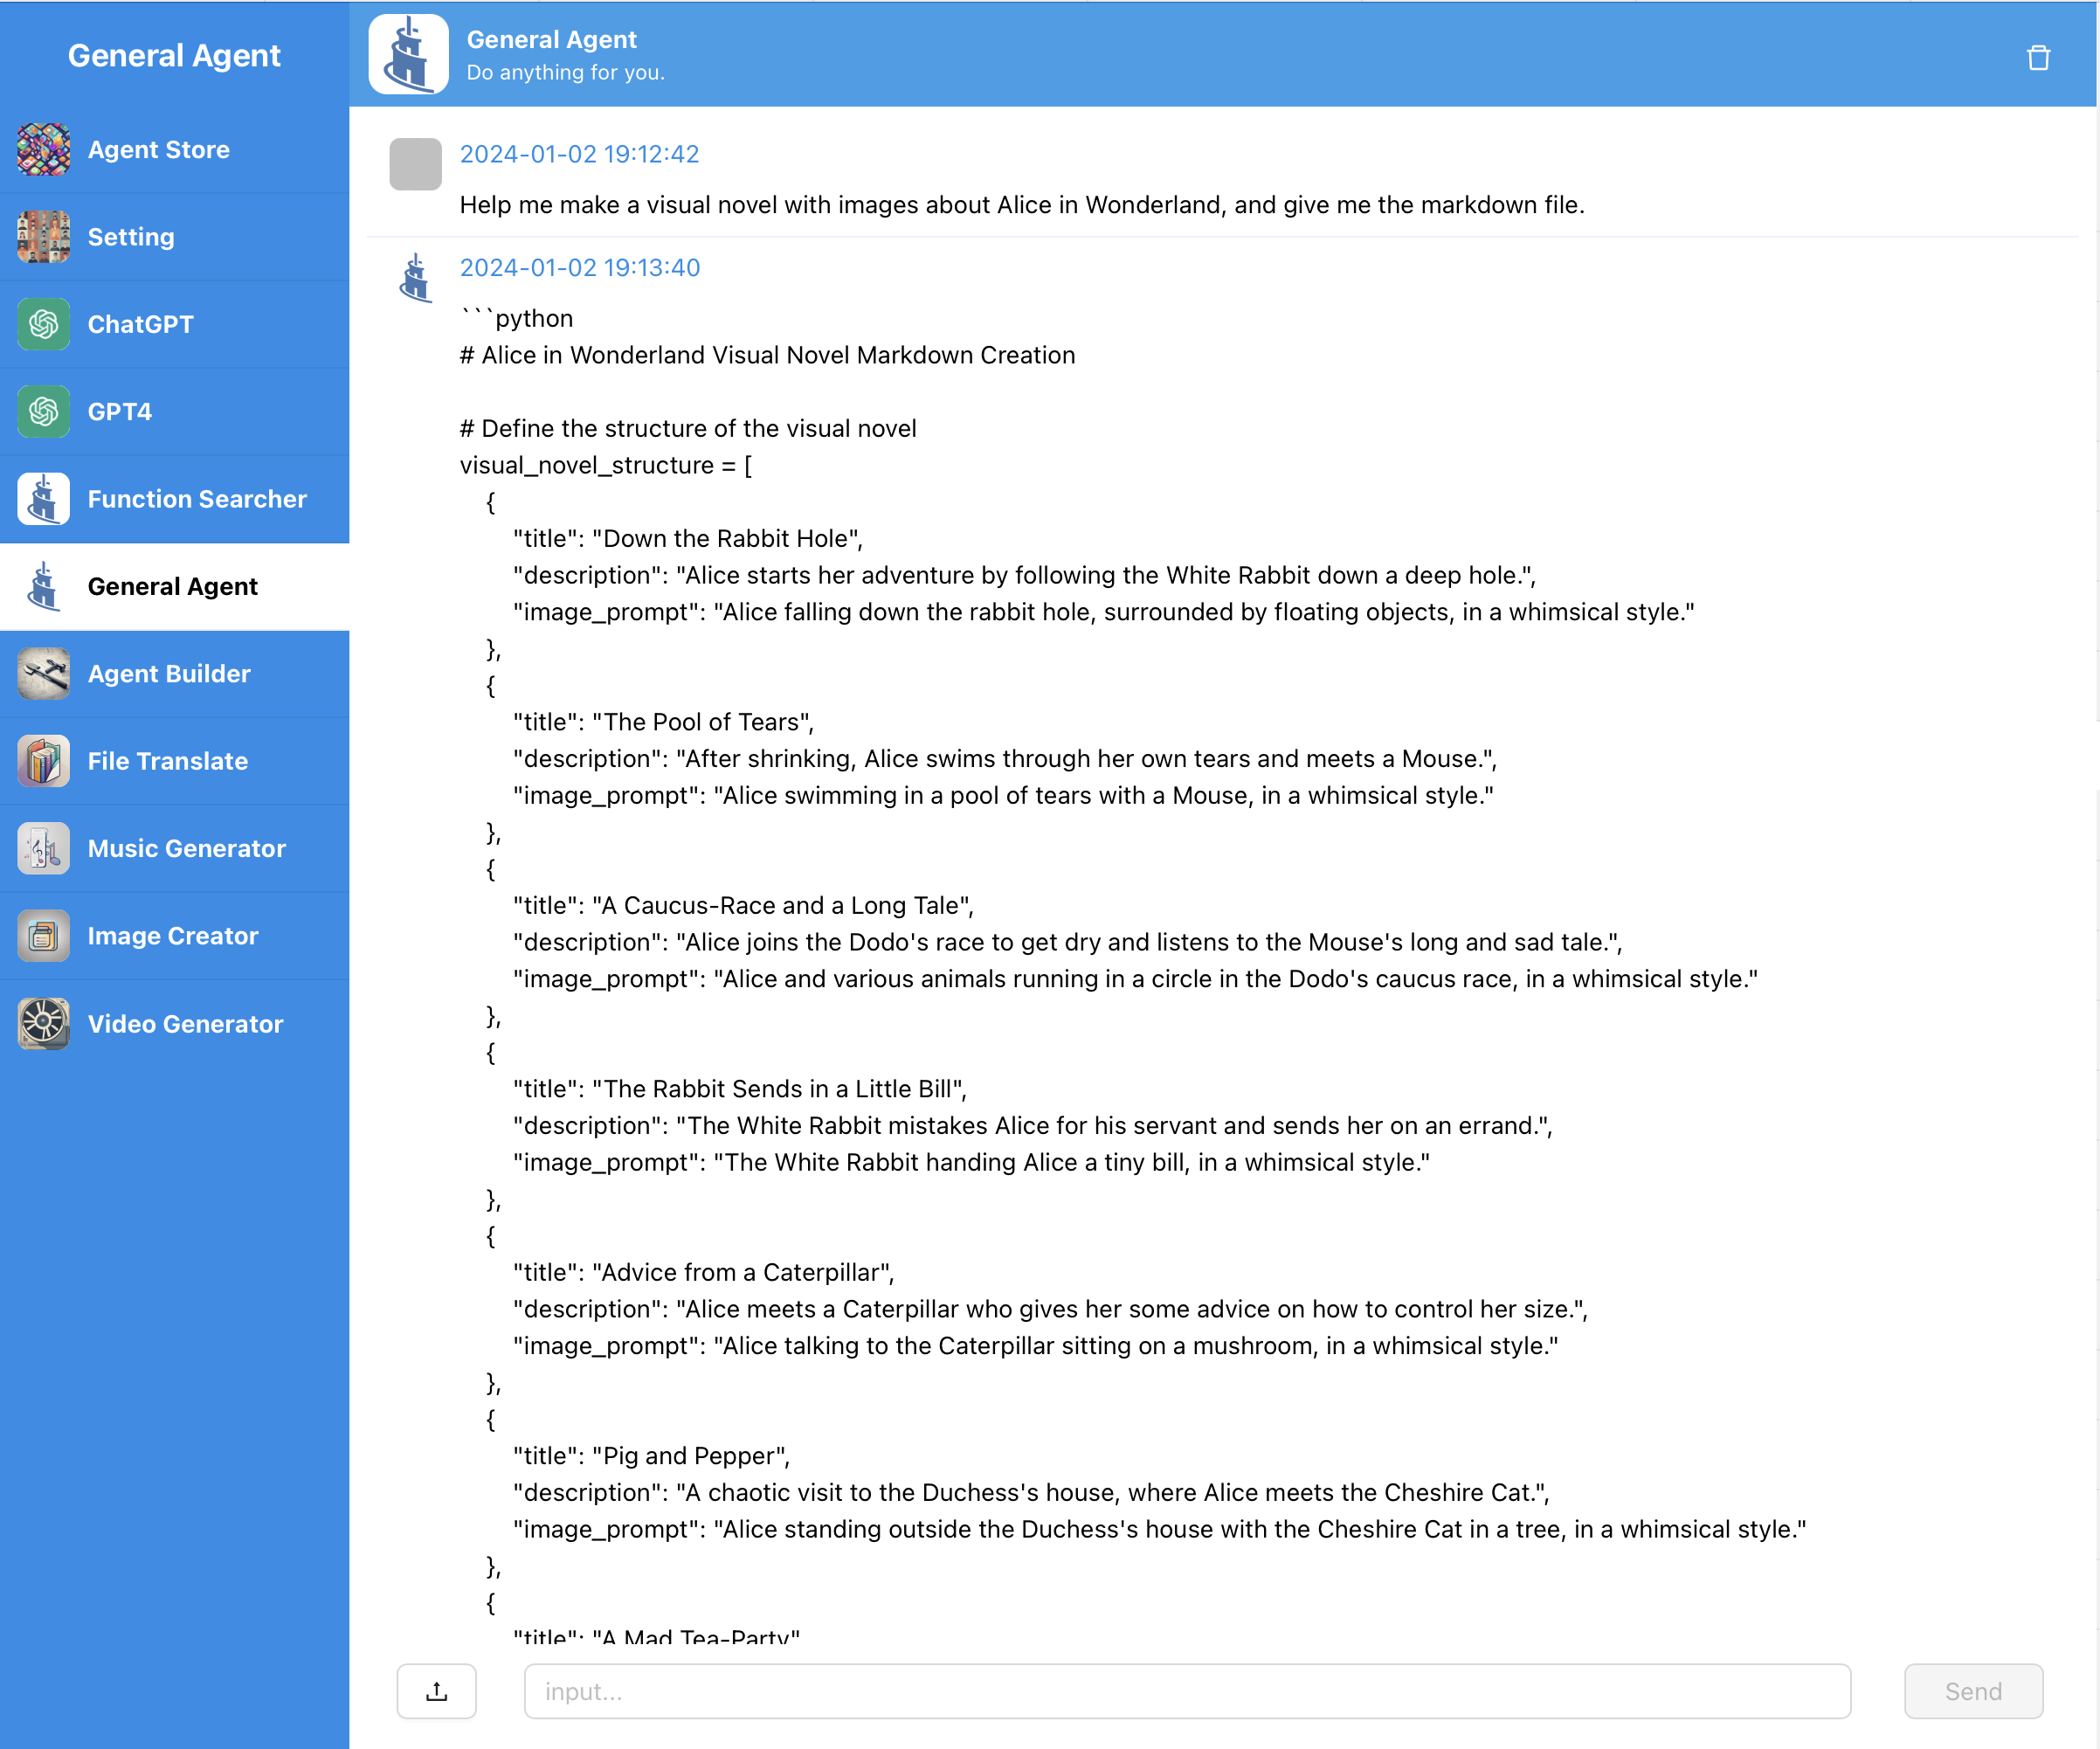 General Agent
Agent Store
Setting
ChatGPT
GPT4
Function Searcher
General Agent
Agent Builder
File Translate
Music Generator
Image Creator
Video Generator
General Agent
Do anything for you.
2024-01-02 19:12:42
Help me make a visual novel with images about Alice in Wonderland, and give me the markdown file.
2024-01-02 19:13:40
```python
# Alice in Wonderland Visual Novel Markdown Creation
# Define the structure of the visual novel
visual_novel_structure = [
{
"title": "Down the Rabbit Hole",
"description": "Alice starts her adventure by following the White Rabbit down a deep hole.",
"image_prompt": "Alice falling down the rabbit hole, surrounded by floating objects, in a whimsical style."
},
{
"title": "The Pool of Tears",
"description": "After shrinking, Alice swims through her own tears and meets a Mouse.",
"image_prompt": "Alice swimming in a pool of tears with a Mouse, in a whimsical style."
},
{
"title": "A Caucus-Race and a Long Tale",
"description": "Alice joins the Dodo's race to get dry and listens to the Mouse's long and sad tale.",
"image_prompt": "Alice and various animals running in a circle in the Dodo's caucus race, in a whimsical style."
},
{
"title": "The Rabbit Sends in a Little Bill",
"description": "The White Rabbit mistakes Alice for his servant and sends her on an errand.",
"image_prompt": "The White Rabbit handing Alice a tiny bill, in a whimsical style."
},
{
"title": "Advice from a Caterpillar",
"description": "Alice meets a Caterpillar who gives her some advice on how to control her size.",
"image_prompt": "Alice talking to the Caterpillar sitting on a mushroom, in a whimsical style."
},
{
"title": "Pig and Pepper",
"description": "A chaotic visit to the Duchess's house, where Alice meets the Cheshire Cat.",
"image_prompt": "Alice standing outside the Duchess's house with the Cheshire Cat in a tree, in a whimsical style."
},
{
"title": "A Mad Tea-Party"
input...
Send